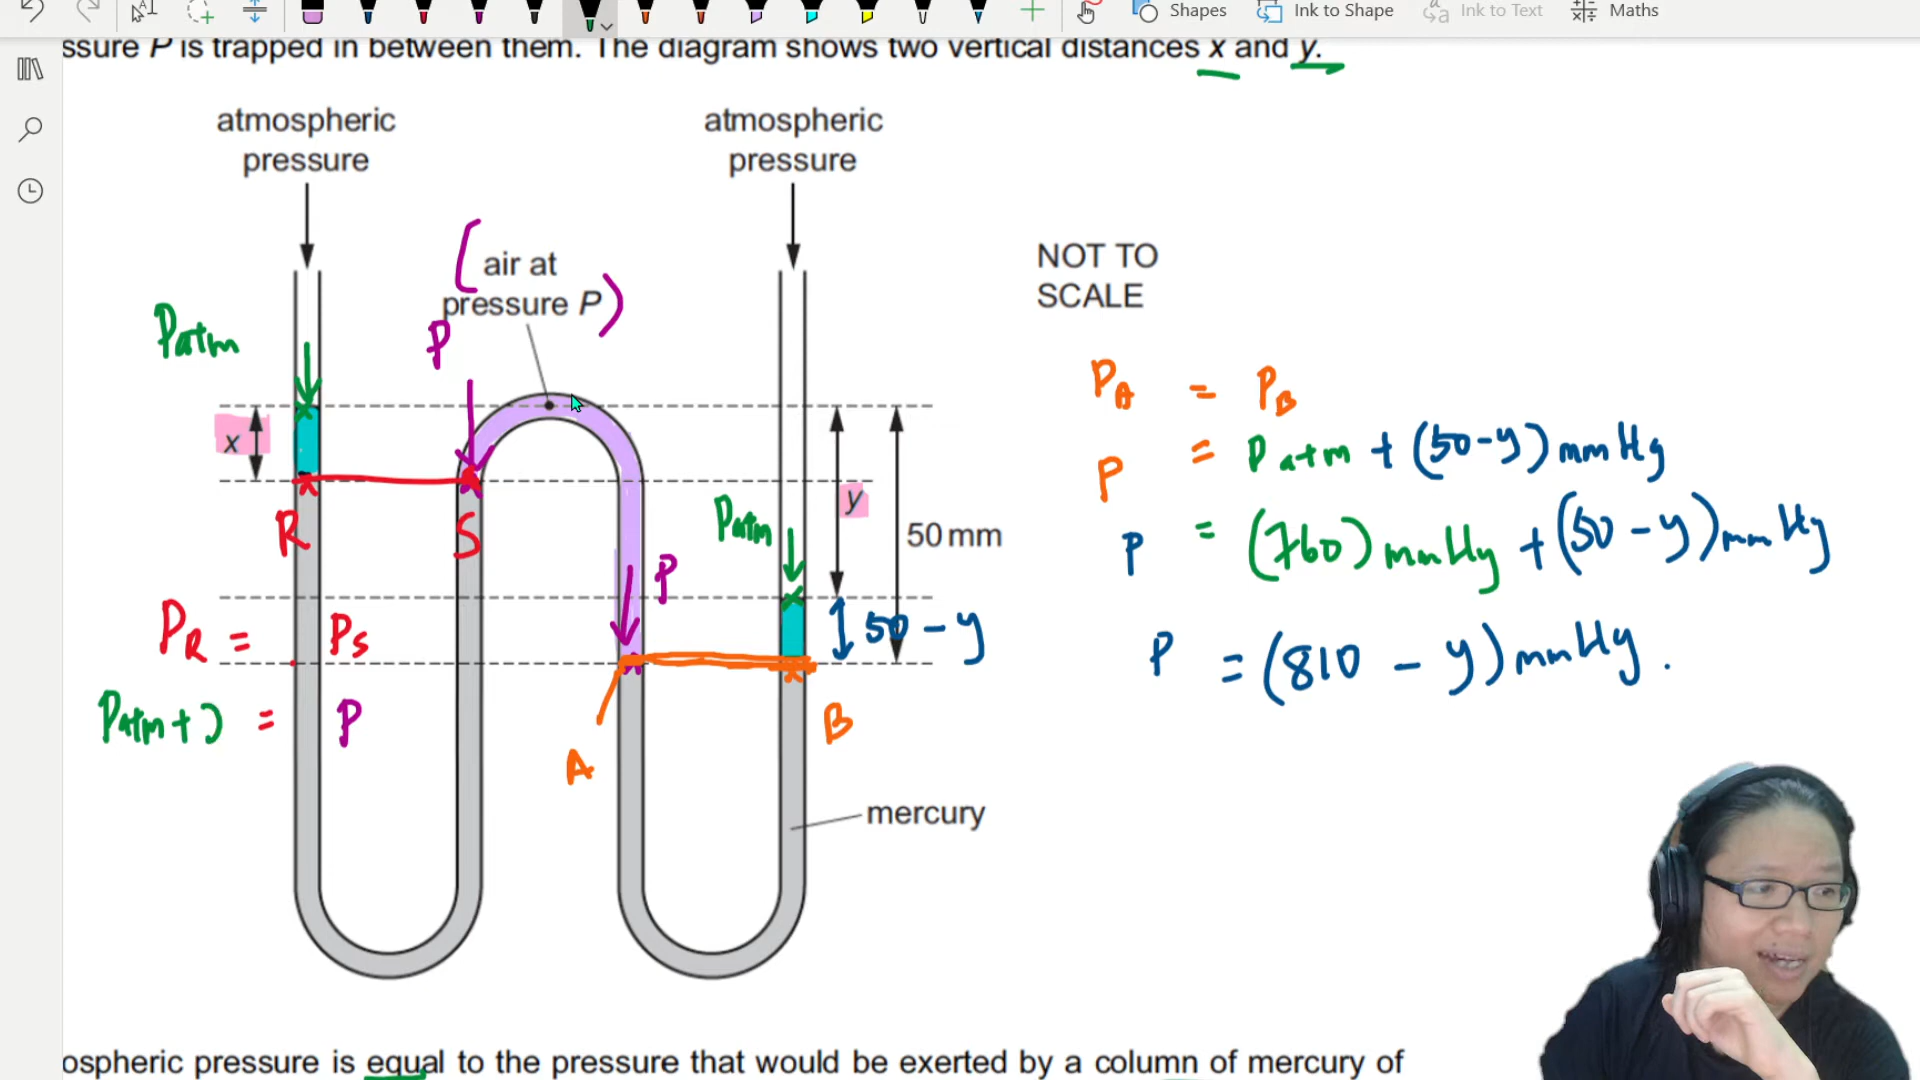 Shapes Ink to Shape Ink to Text Maths
ssure P is trapped in between them. The diagram shows two vertical distances x and y.
atmospheric
pressure
atmospheric
pressure
air at
pressure P
NOT TO
SCALE
Patm
P
x
R
S
Patm
P
y
50 mm
50 - y
PR = PS
Patm + ) = P
A
B
mercury
PA = PB
P = Patm + (50-y) mmHg
P = (760) mmHg + (50 - y) mmHg
P = (810 - y) mmHg.
ospheric pressure is equal to the pressure that would be exerted by a column of mercury of